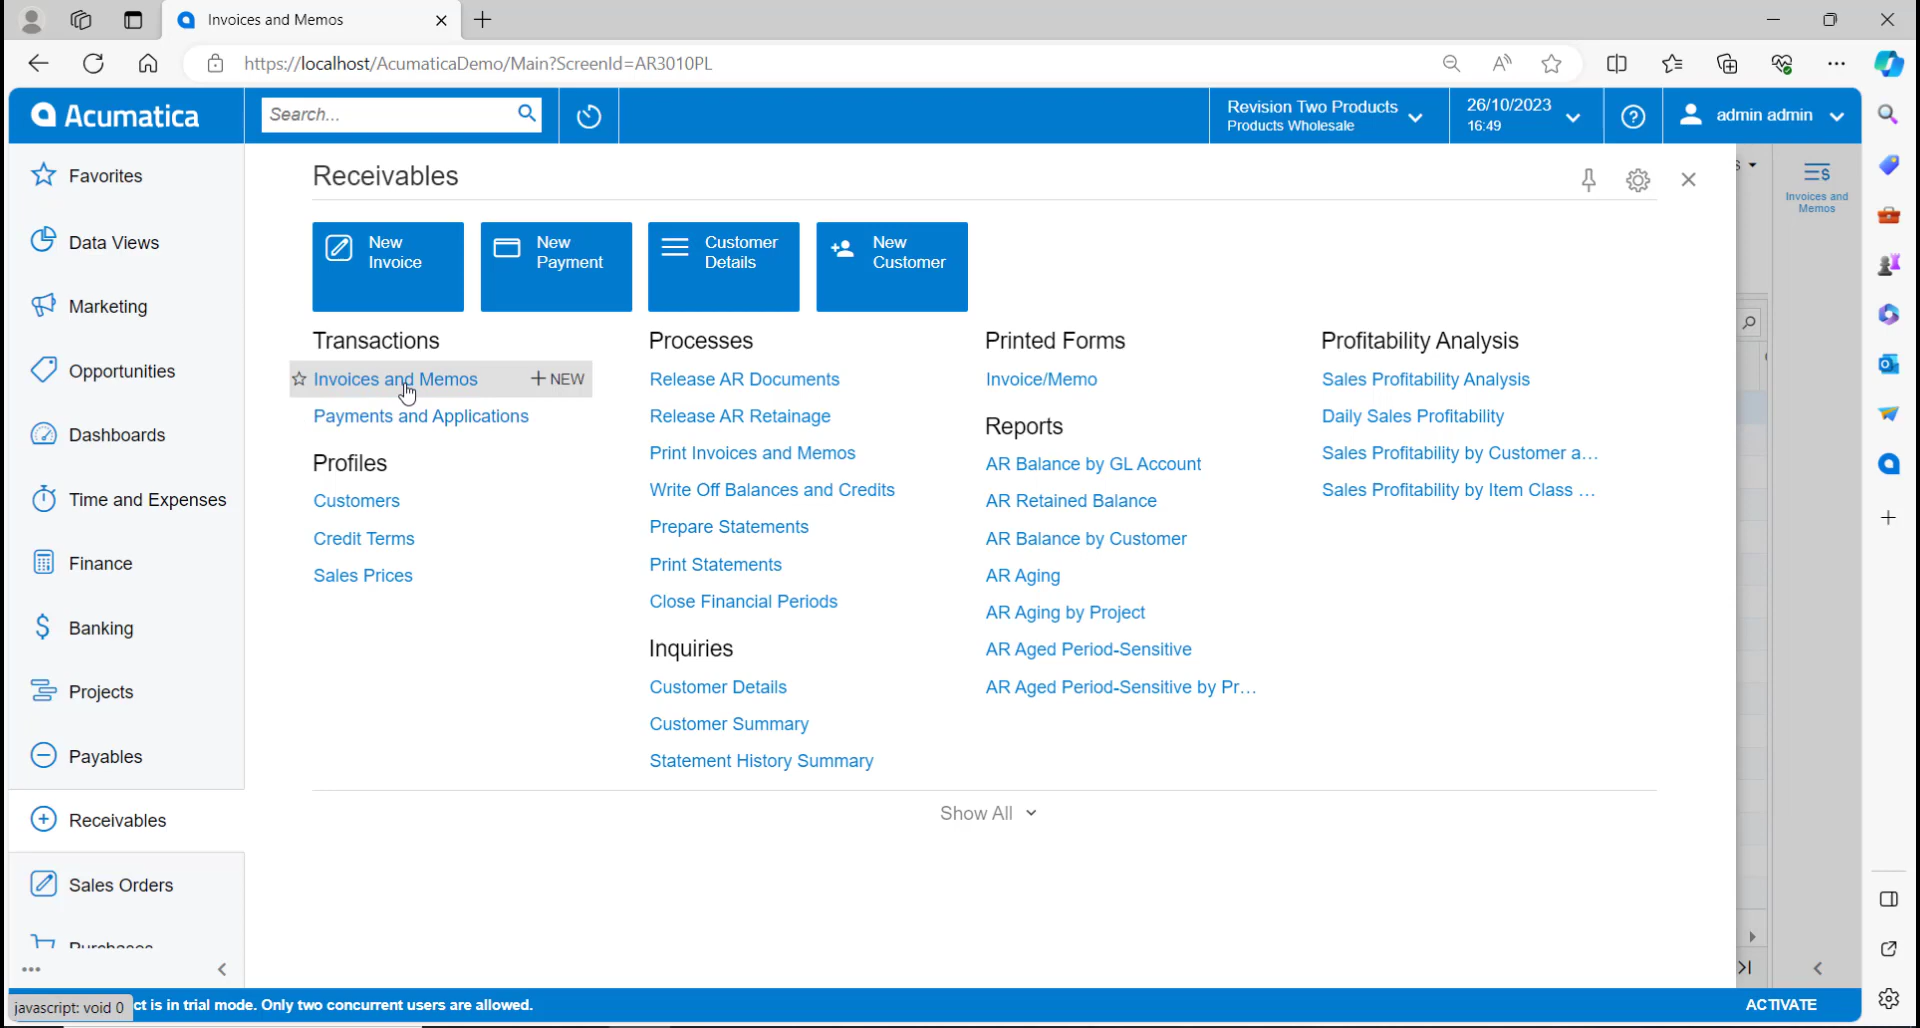 Invoices and Memos
https://localhost/AcumaticaDemo/Main?ScreenId=AR3010PL
Acumatica
Search...
Revision Two Products
Products Wholesale
26/10/2023
16:49
admin admin
Favorites
Data Views
Marketing
Opportunities
Dashboards
Time and Expenses
Finance
Banking
Projects
Payables
Receivables
Sales Orders
Purchases
Receivables
New
Invoice
New
Payment
Customer
Details
New
Customer
Transactions
Invoices and Memos
+ NEW
Payments and Applications
Profiles
Customers
Credit Terms
Sales Prices
Processes
Release AR Documents
Release AR Retainage
Print Invoices and Memos
Write Off Balances and Credits
Prepare Statements
Print Statements
Close Financial Periods
Inquiries
Customer Details
Customer Summary
Statement History Summary
Printed Forms
Invoice/Memo
Reports
AR Balance by GL Account
AR Retained Balance
AR Balance by Customer
AR Aging
AR Aging by Project
AR Aged Period-Sensitive
AR Aged Period-Sensitive by Pr...
Profitability Analysis
Sales Profitability Analysis
Daily Sales Profitability
Sales Profitability by Customer a...
Sales Profitability by Item Class ...
Show All
Invoices and
Memos
javascript: void 0
ct is in trial mode. Only two concurrent users are allowed.
ACTIVATE